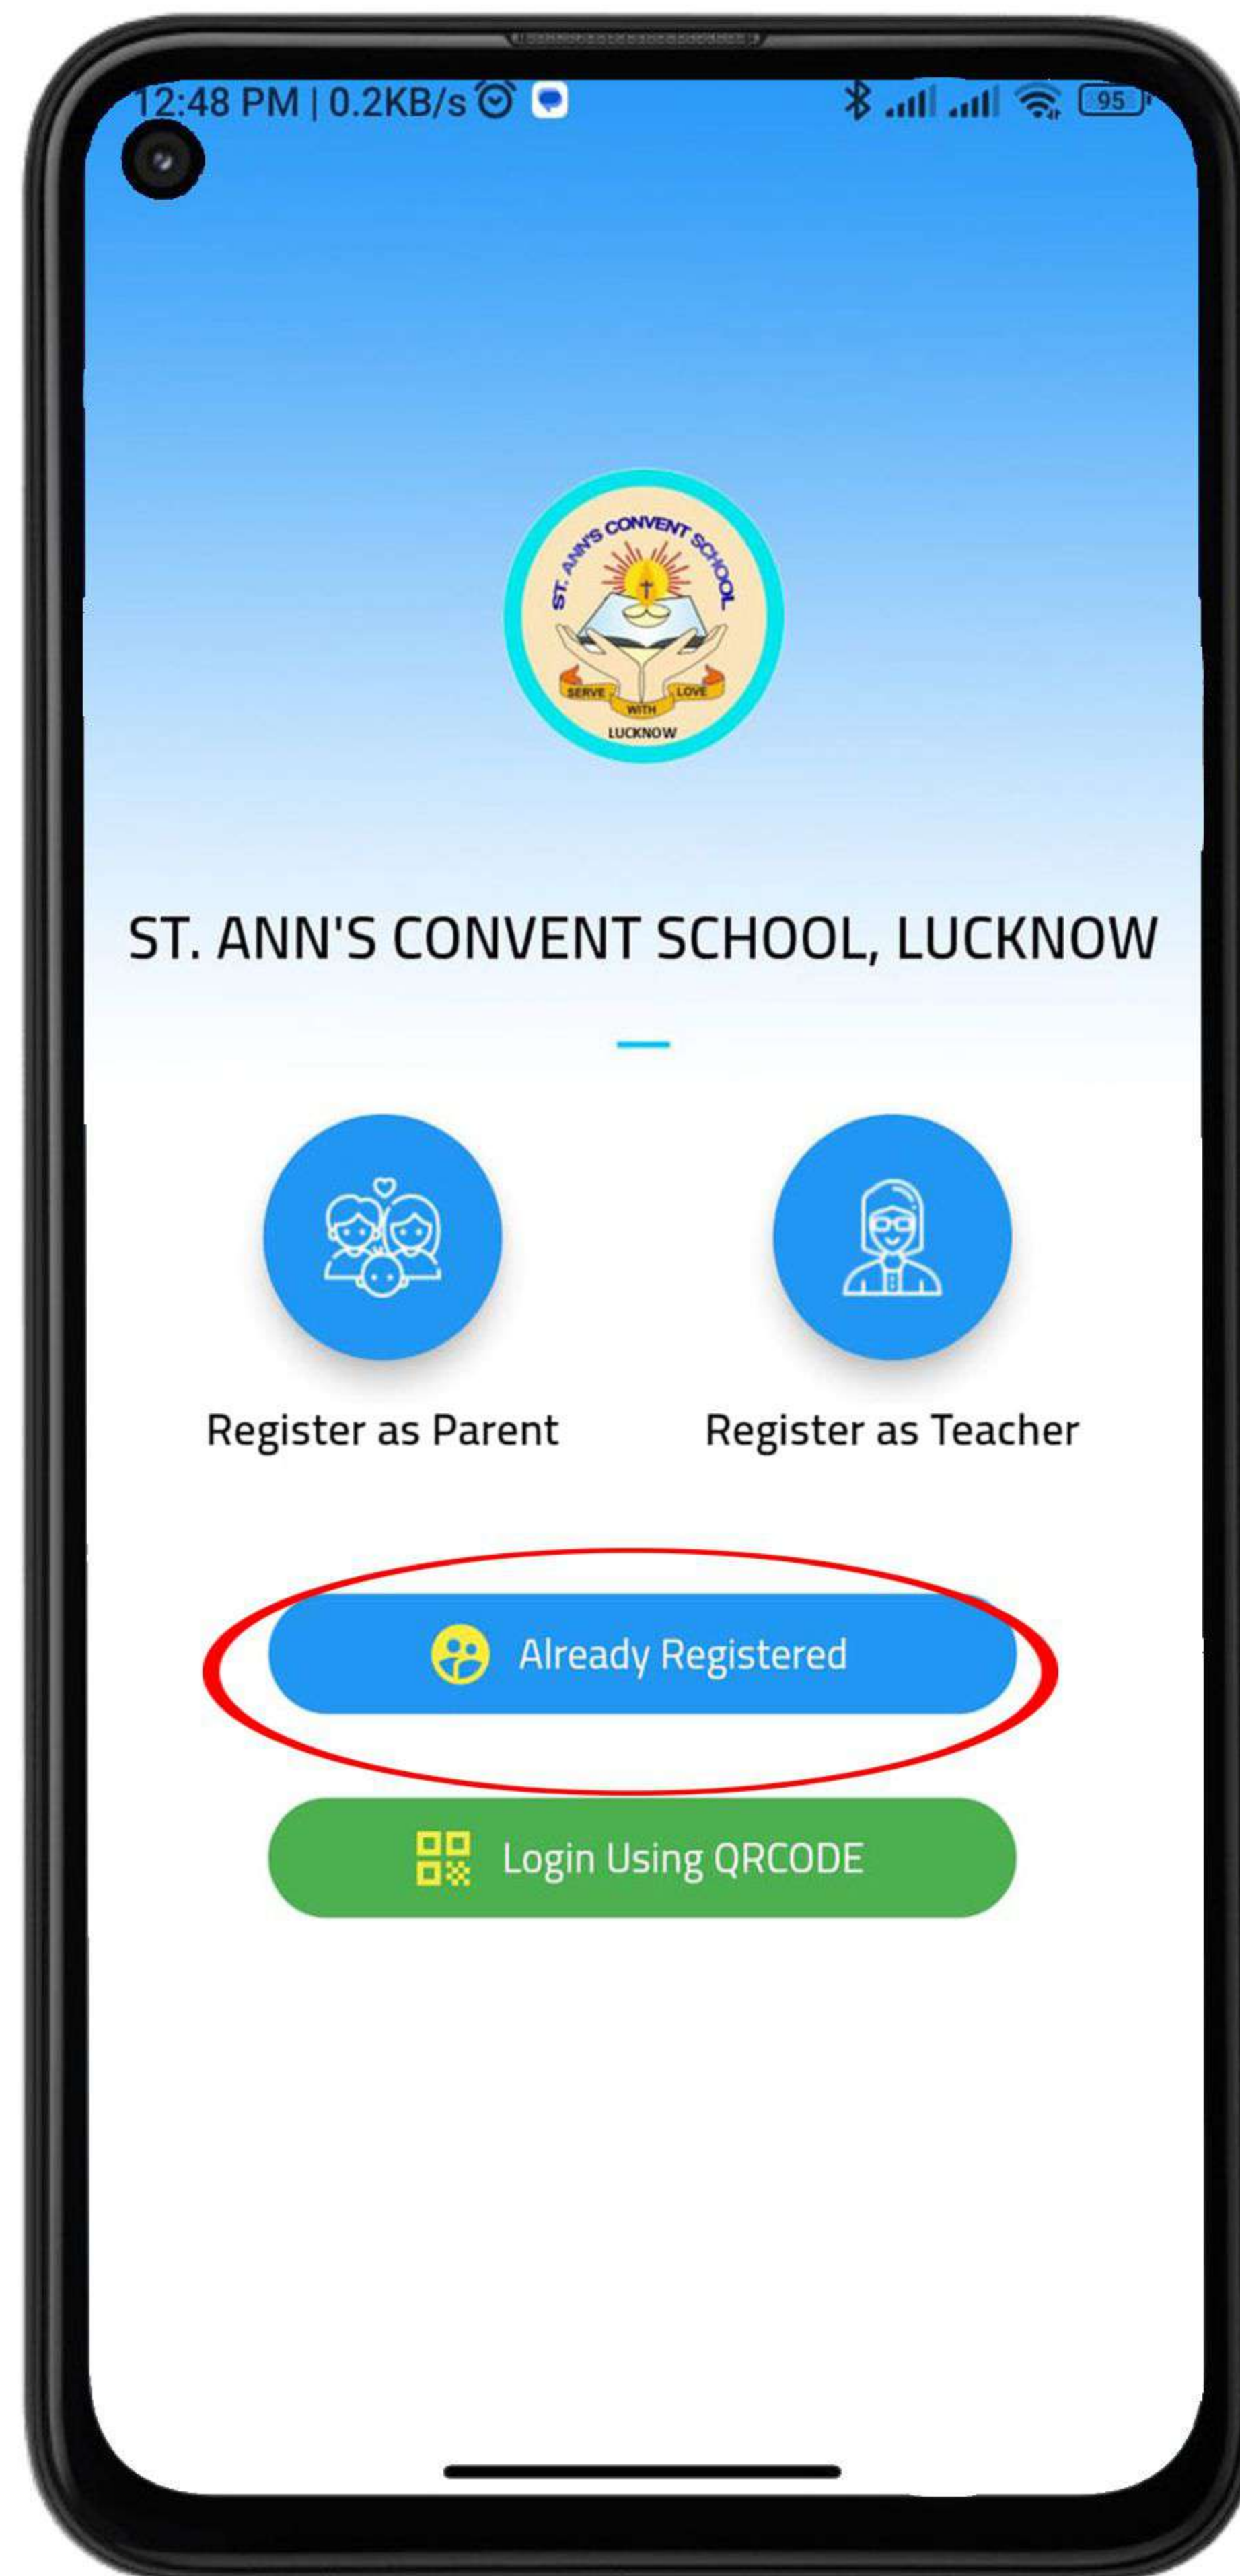 12:48 PM | 0.2KB/s
95
ST. ANN'S CONVENT SCHOOL
SERVE WITH LOVE
LUCKNOW
ST. ANN'S CONVENT SCHOOL, LUCKNOW
Register as Parent
Register as Teacher
Already Registered
Login Using QRCODE